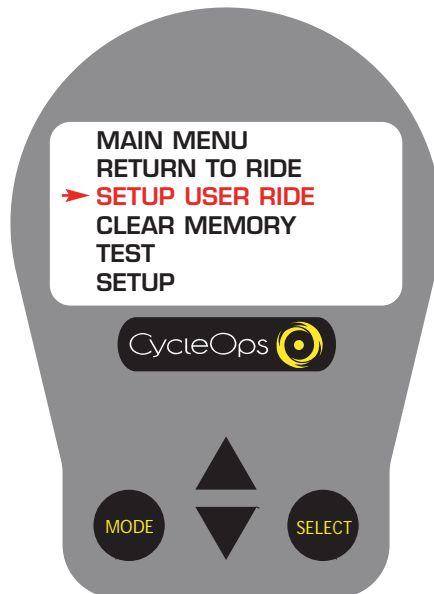 MAIN MENU
RETURN TO RIDE
SETUP USER RIDE
CLEAR MEMORY
TEST
SETUP
CycleOps
MODE
SELECT